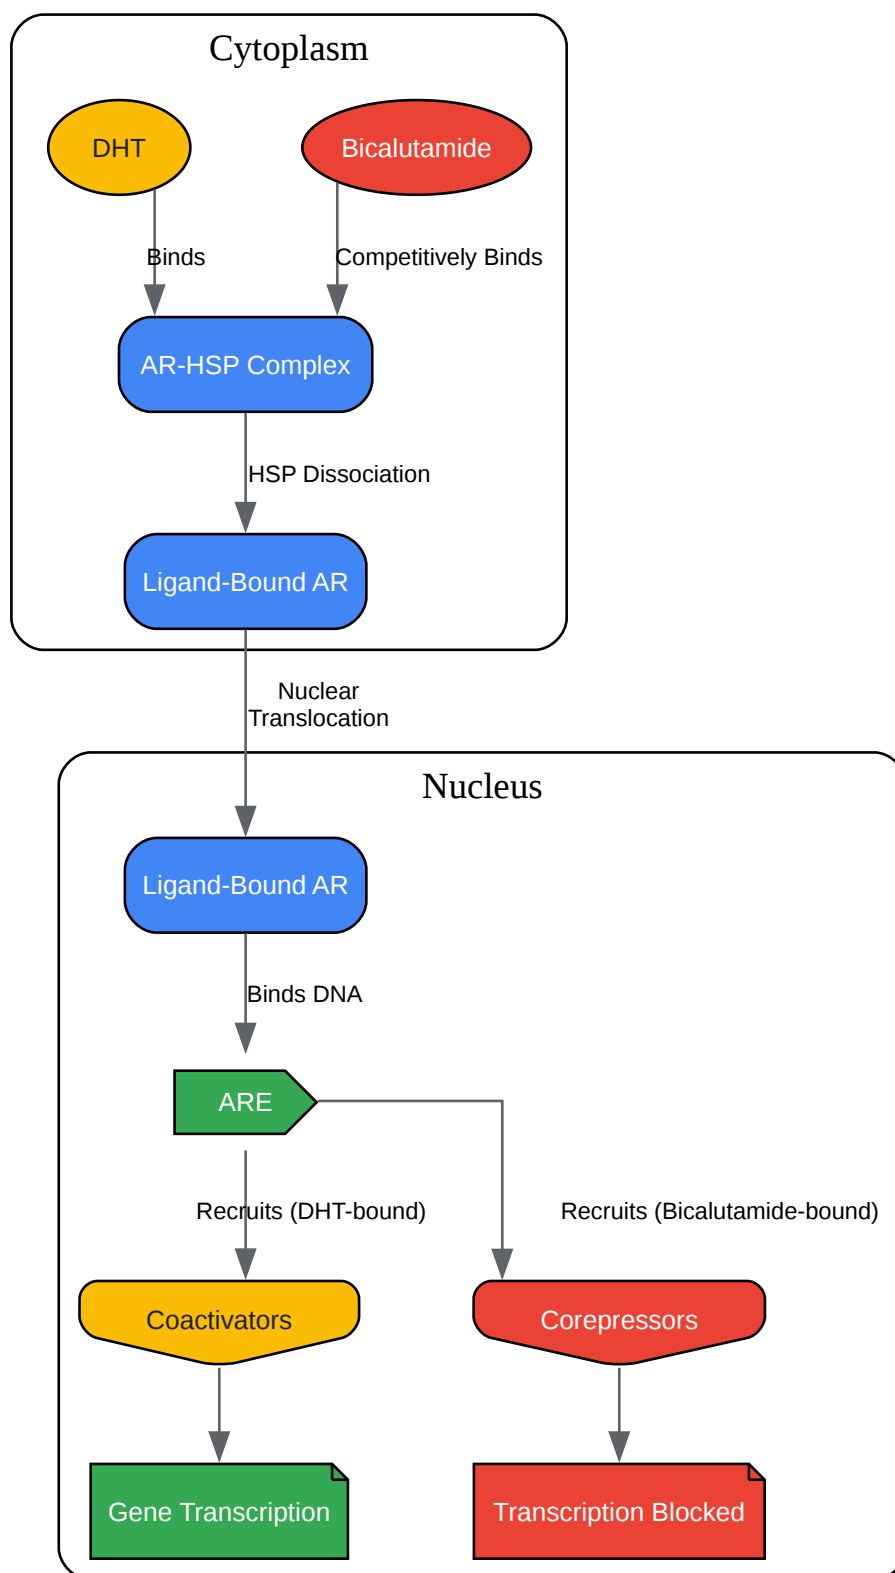 Cytoplasm
DHT
Bicalutamide
Binds
Competitively Binds
AR-HSP Complex
HSP Dissociation
Ligand-Bound AR
Nuclear
Translocation
Nucleus
Ligand-Bound AR
Binds DNA
ARE
Recruits (DHT-bound)
Recruits (Bicalutamide-bound)
Coactivators
Corepressors
Gene Transcription
Transcription Blocked